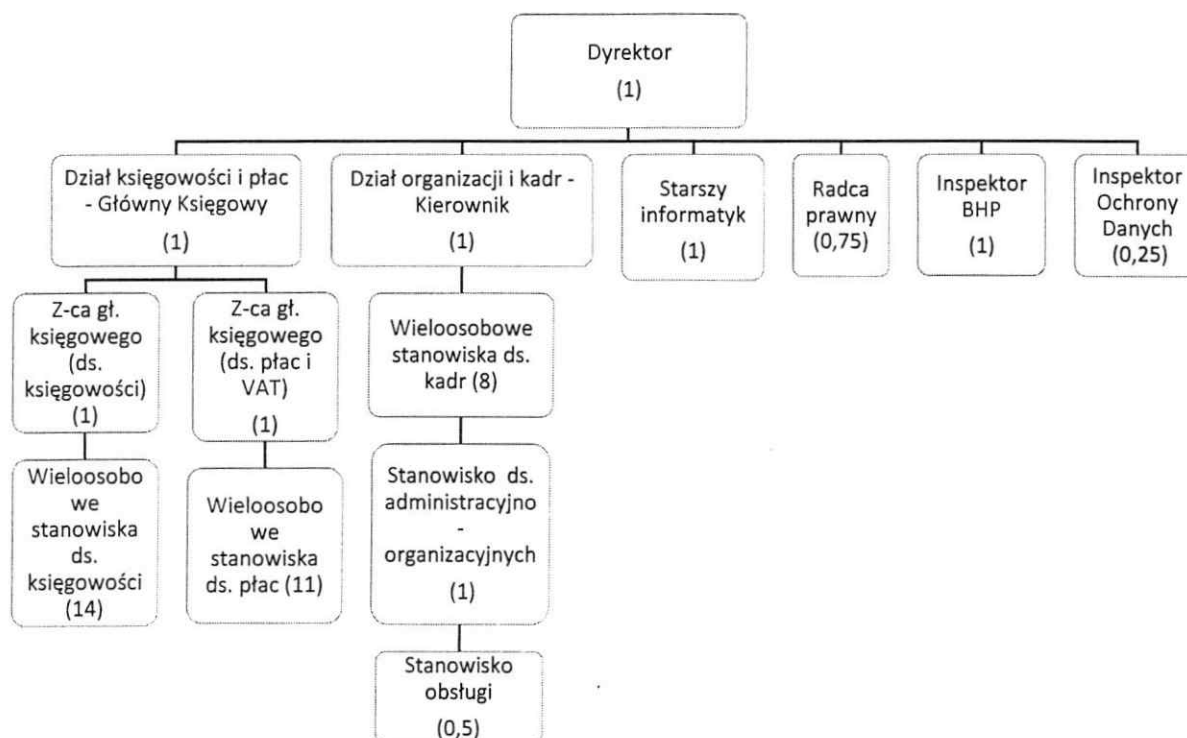 Dyrektor
(1)
Dział księgowości i płac
- Główny Księgowy
(1)
Dział organizacji i kadr -
Kierownik
(1)
Starszy
informatyk
(1)
Radca
prawny
(0,75)
Inspektor
BHP
(1)
Inspektor
Ochrony
Danych
(0,25)
Z-ca gł.
księgowego
(ds.
księgowości)
(1)
Z-ca gł.
księgowego
(ds. płac i
VAT)
(1)
Wieloosobowe
stanowiska ds.
kadr (8)
Wieloosobo
we
stanowiska
ds.
księgowości
(14)
Wieloosobo
we
stanowiska
ds. płac (11)
Stanowisko ds.
administracyjno
-
organizacyjnych
(1)
Stanowisko
obsługi
(0,5)